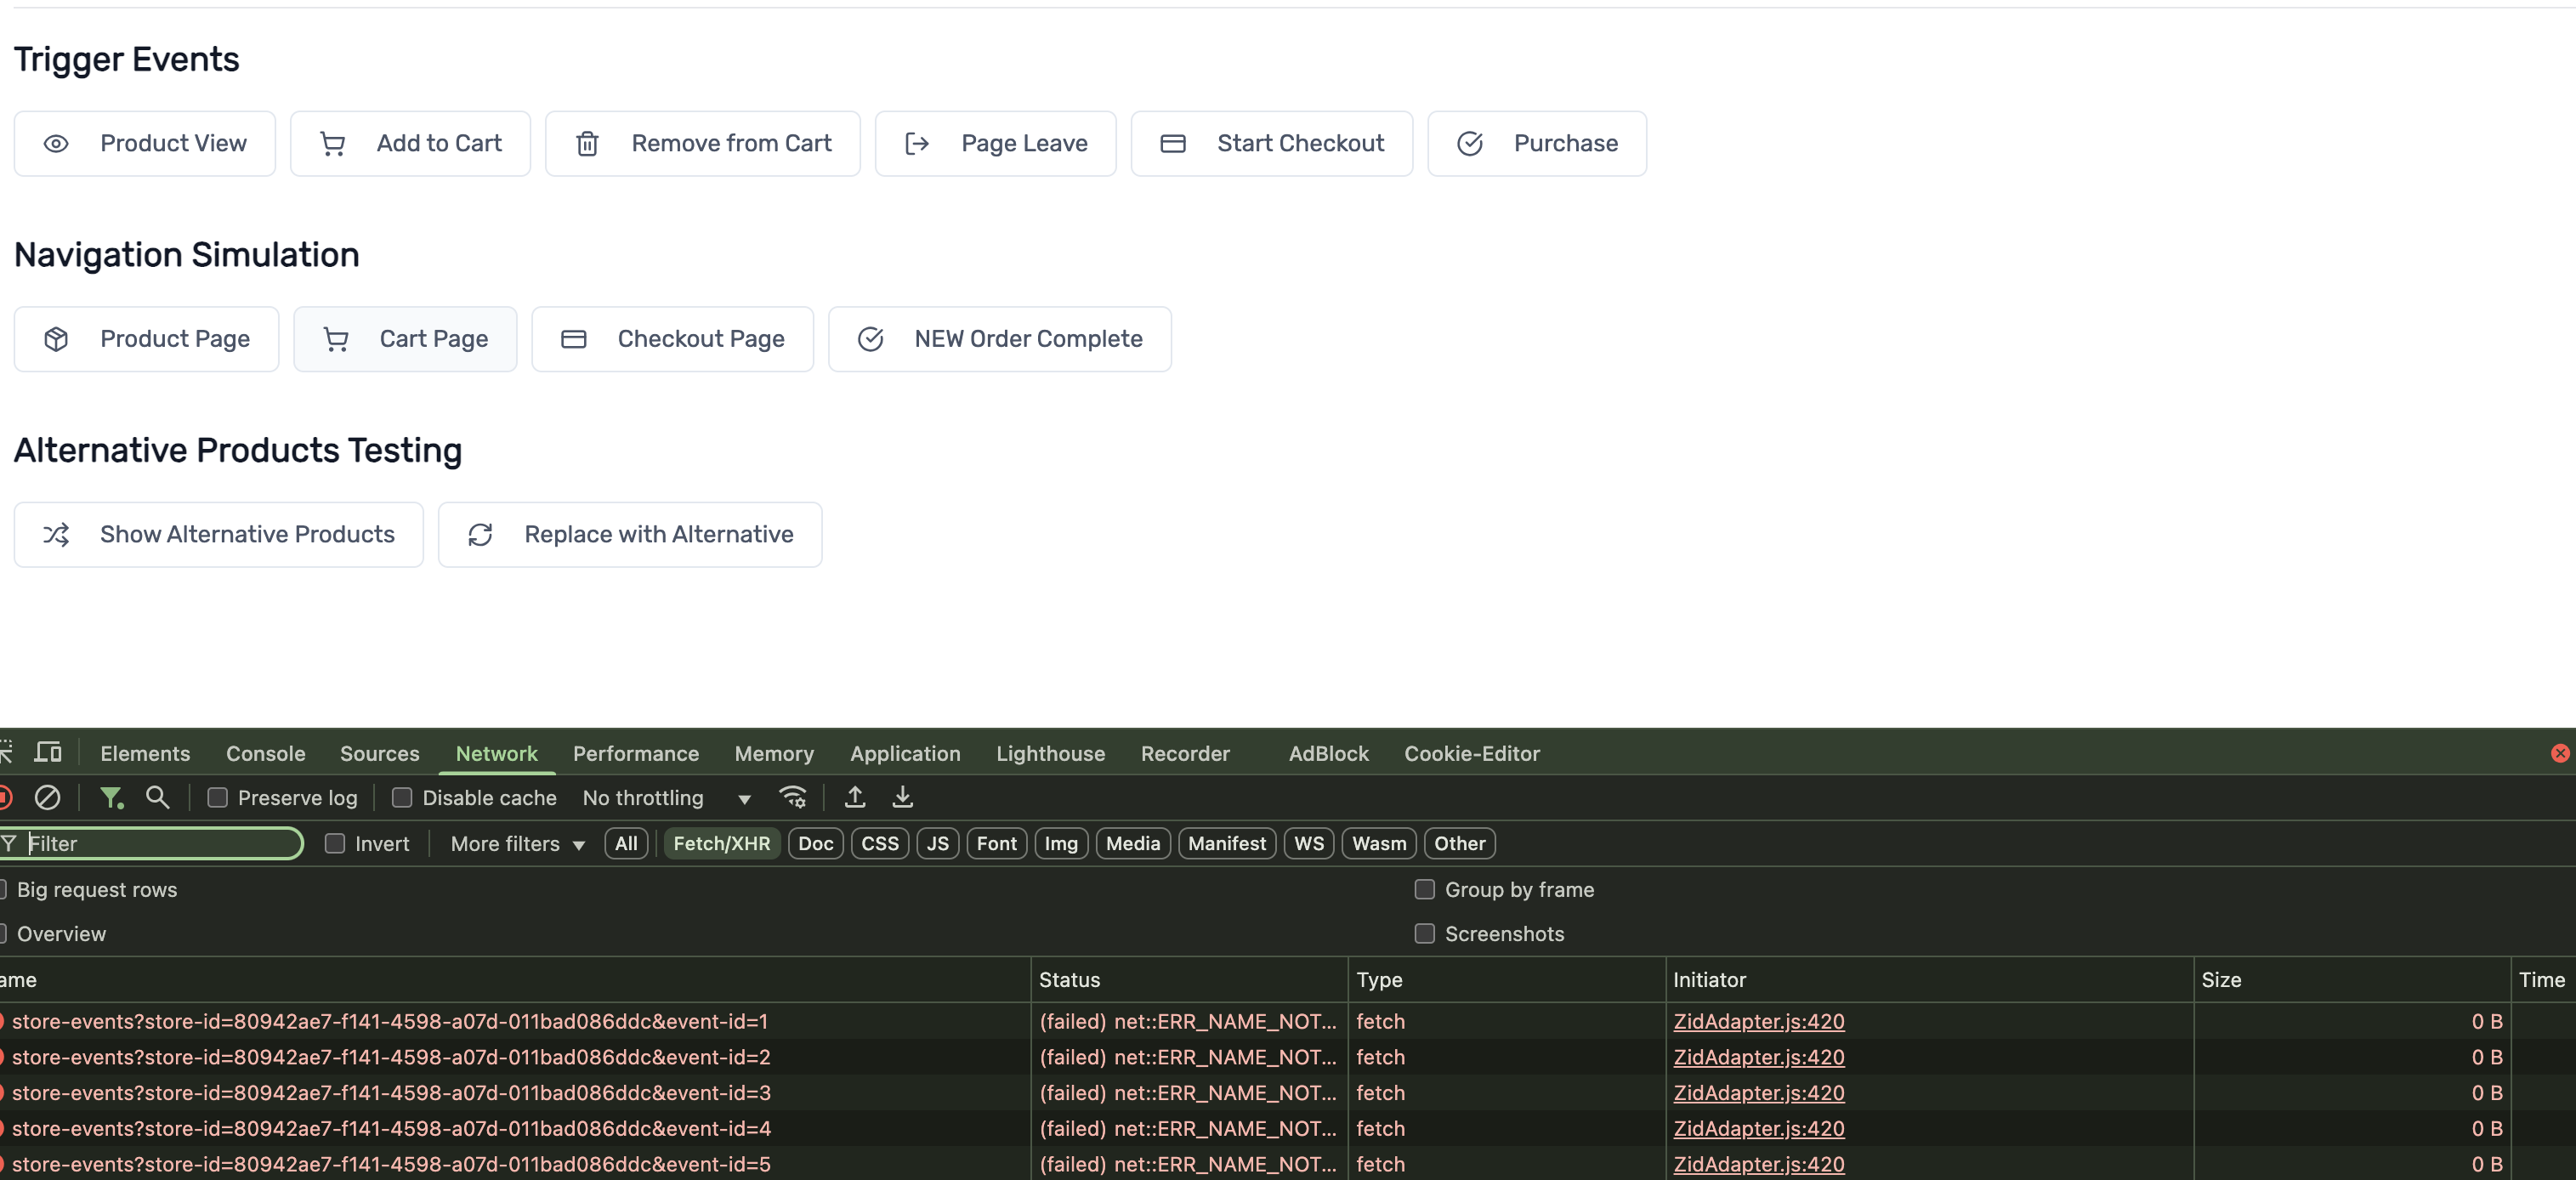 Trigger Events
Product View Add to Cart Remove from Cart Page Leave Start Checkout Purchase
Navigation Simulation
Product Page Cart Page Checkout Page NEW Order Complete
Alternative Products Testing
Show Alternative Products Replace with Alternative
Elements Console Sources Network Performance Memory Application Lighthouse Recorder AdBlock Cookie-Editor
Preserve log Disable cache No throttling
Filter Invert More filters All Fetch/XHR Doc CSS JS Font Img Media Manifest WS Wasm Other
Big request rows Group by frame
Overview Screenshots
ame Status Type Initiator Size Time
store-events?store-id=80942ae7-f141-4598-a07d-011bad086ddc&event-id=1 (failed) net::ERR_NAME_NOT... fetch ZidAdapter.js:420 0 B
store-events?store-id=80942ae7-f141-4598-a07d-011bad086ddc&event-id=2 (failed) net::ERR_NAME_NOT... fetch ZidAdapter.js:420 0 B
store-events?store-id=80942ae7-f141-4598-a07d-011bad086ddc&event-id=3 (failed) net::ERR_NAME_NOT... fetch ZidAdapter.js:420 0 B
store-events?store-id=80942ae7-f141-4598-a07d-011bad086ddc&event-id=4 (failed) net::ERR_NAME_NOT... fetch ZidAdapter.js:420 0 B
store-events?store-id=80942ae7-f141-4598-a07d-011bad086ddc&event-id=5 (failed) net::ERR_NAME_NOT... fetch ZidAdapter.js:420 0 B